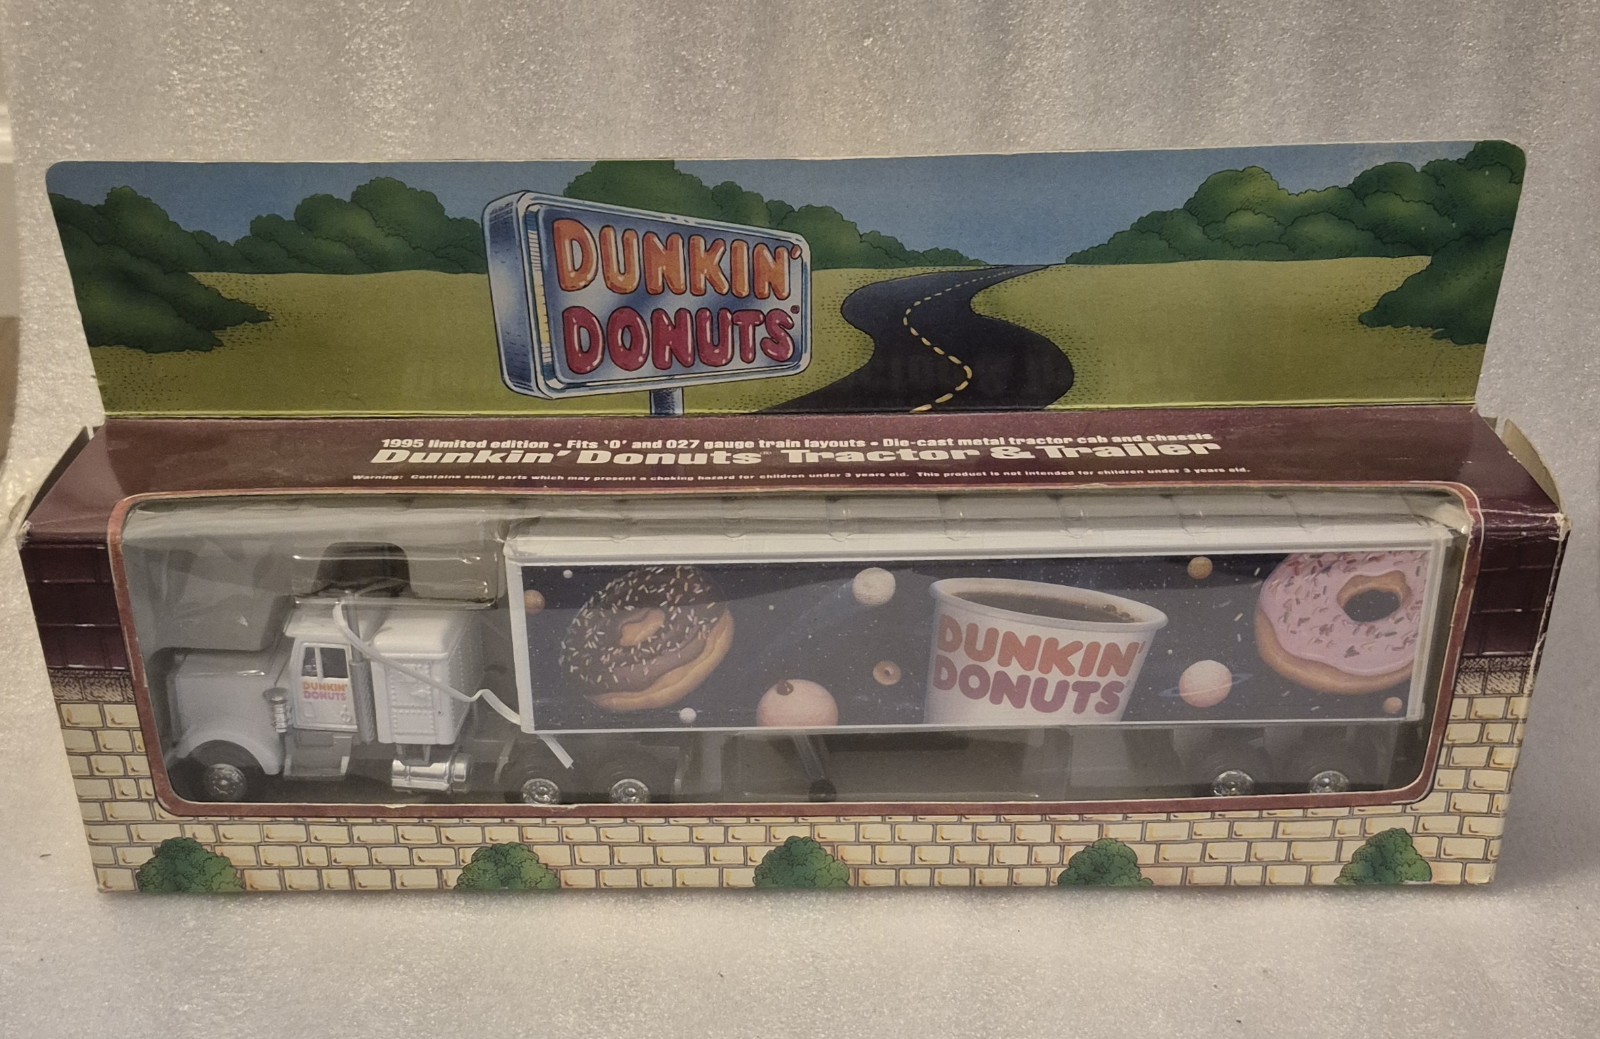 DUNKIN'
DONUTS®
1995 limited edition • Fits 'O' and 027 gauge train layouts • Die-cast metal tractor cab and chassis
Dunkin' Donuts® Tractor & Trailer
Warning: Contains small parts which may present a choking hazard for children under 3 years old. This product is not intended for children under 3 years old.
DUNKIN'
DONUTS
DUNKIN'
DONUTS